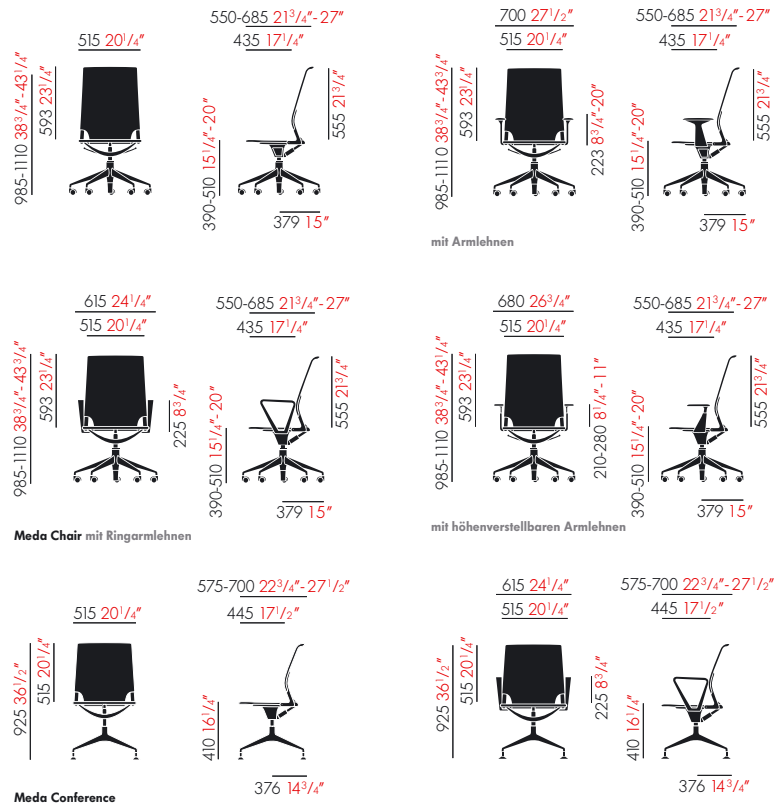 550-685 21³/₄″- 27″
515 20¹/₄″
435 17¹/₄″
985-1110 38³/₄″- 43¹/₄″
593 23¹/₄″
390-510 15¹/₄″- 20″
555 21³/₄″
379 15″
700 27¹/₂″
550-685 21³/₄″- 27″
515 20¹/₄″
435 17¹/₄″
985-1110 38³/₄″- 43³/₄″
593 23¹/₄″
223 8³/₄″-20″
390-510 15¹/₄″-20″
555 21³/₄″
379 15″
mit Armlehnen
615 24¹/₄″
550-685 21³/₄″- 27″
515 20¹/₄″
435 17¹/₄″
985-1110 38³/₄″- 43³/₄″
593 23¹/₄″
225 8³/₄″
390-510 15¹/₄″- 20″
555 21³/₄″
379 15″
Meda Chair mit Ringarmlehnen
680 26³/₄″
550-685 21³/₄″- 27″
515 20¹/₄″
435 17¹/₄″
985-1110 38³/₄″- 43¹/₄″
593 23¹/₄″
210-280 8¹/₄″ - 11″
390-510 15¹/₄″- 20″
555 21³/₄″
379 15″
mit höhenverstellbaren Armlehnen
575-700 22³/₄″- 27¹/₂″
515 20¹/₄″
445 17¹/₂″
925 36¹/₂″
515 20¹/₄″
410 16¹/₄″
376 14³/₄″
Meda Conference
615 24¹/₄″
575-700 22³/₄″- 27¹/₂″
515 20¹/₄″
445 17¹/₂″
925 36¹/₂″
515 20¹/₄″
225 8³/₄″
410 16¹/₄″
376 14³/₄″